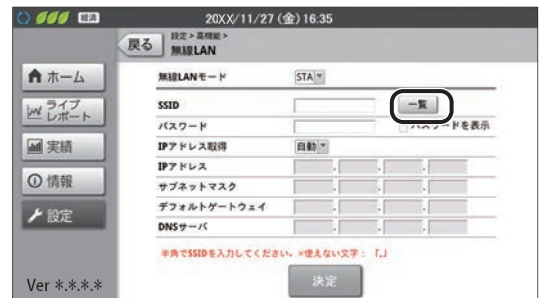 経済
20XX/11/27 (金) 16:35
戻る
設定 > 高機能 >
無線LAN
ホーム
ライブ
レポート
実績
情報
設定
Ver *.*.*.*
無線LANモード STA
SSID 一覧
パスワード パスワードを表示
IPアドレス取得 自動
IPアドレス . . .
サブネットマスク . . .
デフォルトゲートウェイ . . .
DNSサーバ . . .
半角でSSIDを入力してください。*使えない文字: 「,」
決定